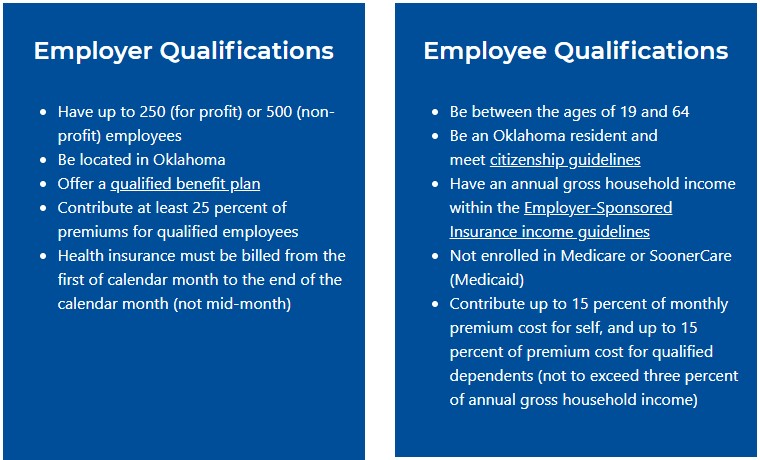 Employer Qualifications
• Have up to 250 (for profit) or 500 (non-
profit) employees
• Be located in Oklahoma
• Offer a qualified benefit plan
• Contribute at least 25 percent of
premiums for qualified employees
• Health insurance must be billed from the
first of calendar month to the end of the
calendar month (not mid-month)
Employee Qualifications
• Be between the ages of 19 and 64
• Be an Oklahoma resident and
meet citizenship guidelines
• Have an annual gross household income
within the Employer-Sponsored
Insurance income guidelines
• Not enrolled in Medicare or SoonerCare
(Medicaid)
• Contribute up to 15 percent of monthly
premium cost for self, and up to 15
percent of premium cost for qualified
dependents (not to exceed three percent
of annual gross household income)